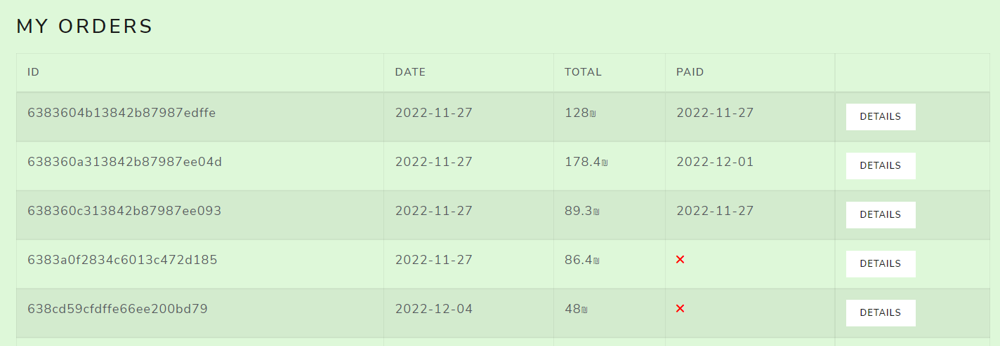 MY ORDERS
ID DATE TOTAL PAID
6383604b13842b87987edffe 2022-11-27 128₪ 2022-11-27 DETAILS
638360a313842b87987ee04d 2022-11-27 178.4₪ 2022-12-01 DETAILS
638360c313842b87987ee093 2022-11-27 89.3₪ 2022-11-27 DETAILS
6383a0f2834c6013c472d185 2022-11-27 86.4₪ ✕ DETAILS
638cd59cfdffe66ee200bd79 2022-12-04 48₪ ✕ DETAILS